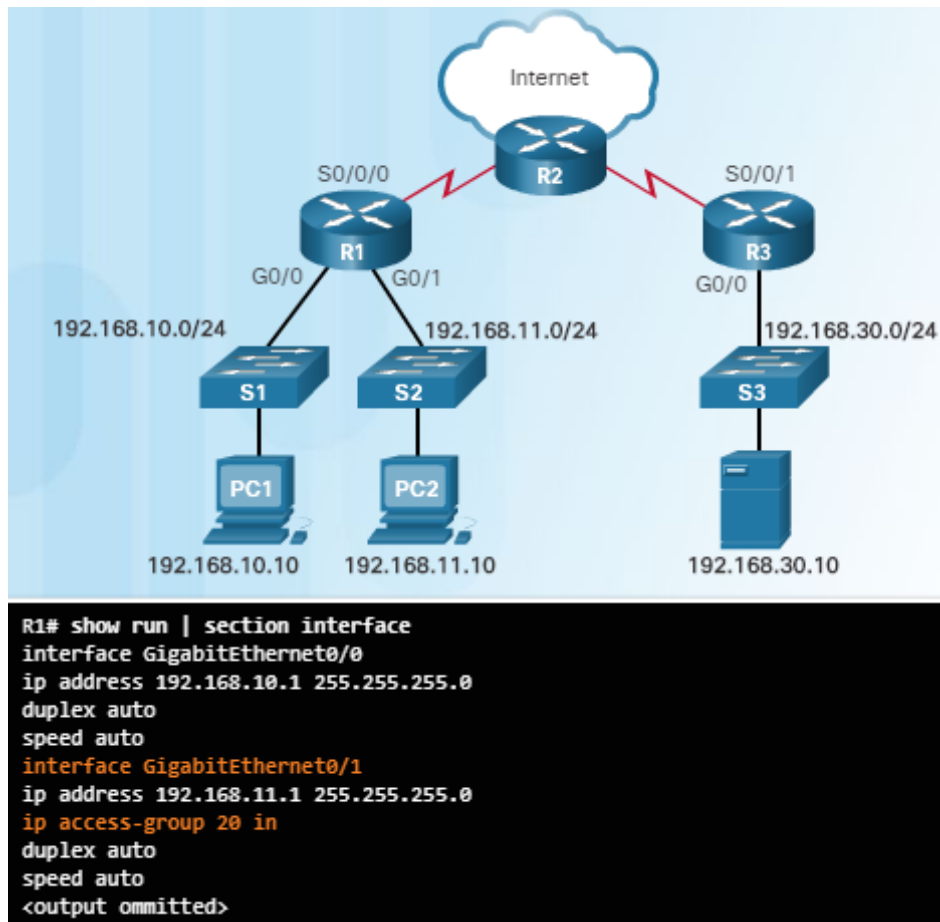 Internet
R2
S0/0/0
S0/0/1
R1
R3
G0/0
G0/1
G0/0
192.168.10.0/24
192.168.11.0/24
192.168.30.0/24
S1
S2
S3
PC1
PC2
192.168.10.10
192.168.11.10
192.168.30.10
R1# show run | section interface
interface GigabitEthernet0/0
ip address 192.168.10.1 255.255.255.0
duplex auto
speed auto
interface GigabitEthernet0/1
ip address 192.168.11.1 255.255.255.0
ip access-group 20 in
duplex auto
speed auto
<output ommitted>